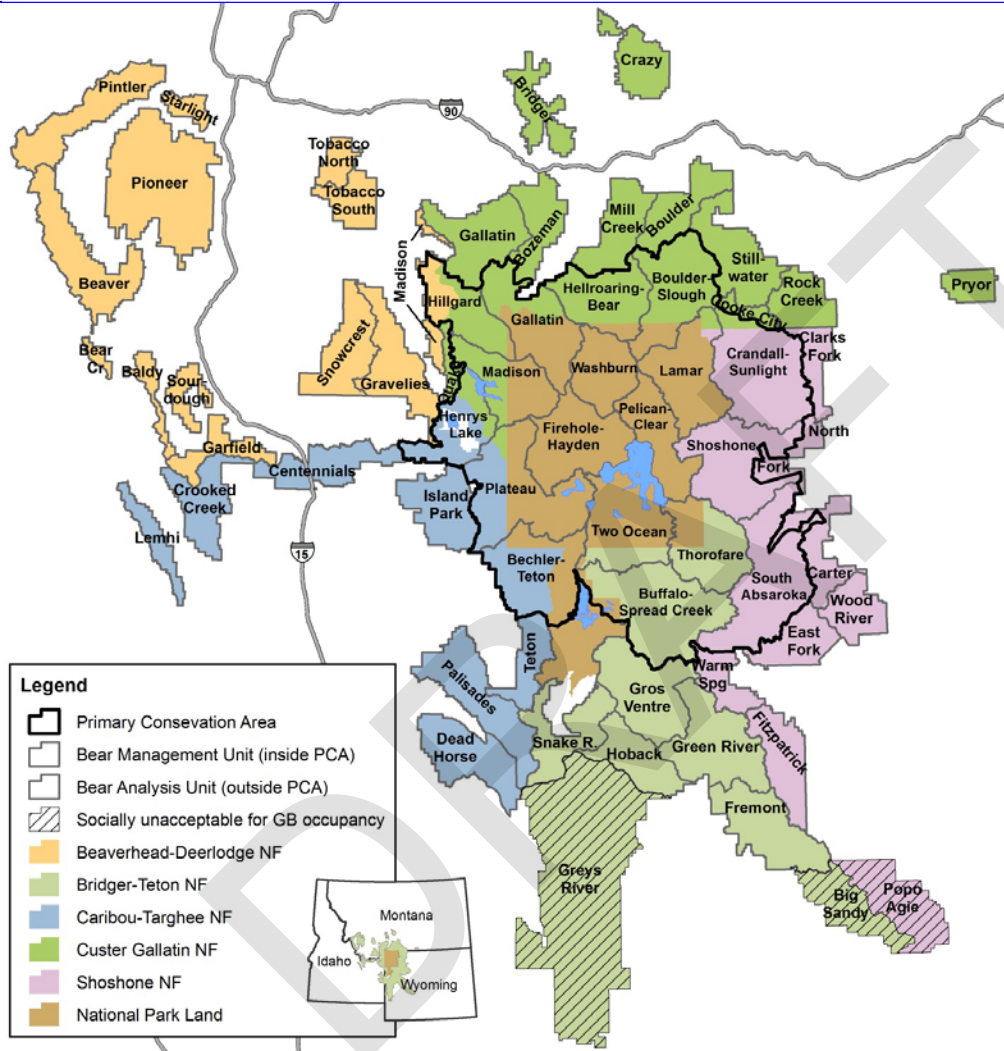 Crazy
Bridger
Pintler
Starlight
90
Pioneer
Tobacco
North
Tobacco
South
Mill
Creek
Boulder
Gallatin
Bozeman
Madison
Still
water
Boulder-
Slough
Rock
Creek
Pryor
Beaver
Hillgard
Hellroaring-
Bear
Gallatin
Cooke City
Clarks
Fork
Bear
Cr
Baldy
Sour-
dough
Snowcrest
Gravelies
Quake
Madison
Washburn
Lamar
Crandall-
Sunlight
Henrys
Lake
Pelican-
Clear
Firehole-
Hayden
Shoshone
North
Fork
Garfield
Centennials
Crooked
Creek
Island
Park
Plateau
Lemhi
15
Two Ocean
Thorofare
Bechler-
Teton
South
Absaroka
Carter
Wood
River
Buffalo-
Spread Creek
East
Fork
Teton
Warm
Spg
Palisades
Gros
Ventre
Fitzpatrick
Dead
Horse
Snake R.
Hoback
Green River
Fremont
Greys
River
Big
Sandy
Popo
Agie
DRAFT
Legend
Primary Consevation Area
Bear Management Unit (inside PCA)
Bear Analysis Unit (outside PCA)
Socially unacceptable for GB occupancy
Beaverhead-Deerlodge NF
Bridger-Teton NF
Caribou-Targhee NF
Custer Gallatin NF
Shoshone NF
National Park Land
Montana
Idaho
Wyoming